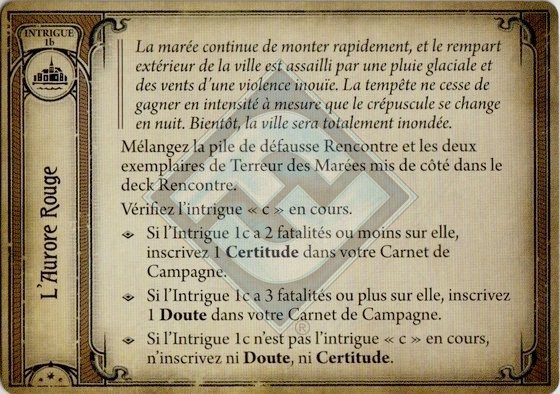 INTRIGUE
1b
L'Aurore Rouge
La marée continue de monter rapidement, et le rempart
extérieur de la ville est assailli par une pluie glaciale et
des vents d'une violence inouïe. La tempête ne cesse de
gagner en intensité à mesure que le crépuscule se change
en nuit. Bientôt, la ville sera totalement inondée.
Mélangez la pile de défausse Rencontre et les deux
exemplaires de Terreur des Marées mis de côté dans le
deck Rencontre.
Vérifiez l'intrigue « c » en cours.
Si l'Intrigue 1c a 2 fatalités ou moins sur elle,
inscrivez 1 Certitude dans votre Carnet de
Campagne.
Si l'Intrigue 1c a 3 fatalités ou plus sur elle, inscrivez
1 Doute dans votre Carnet de Campagne.
Si l'Intrigue 1c n'est pas l'intrigue « c » en cours,
n'inscrivez ni Doute, ni Certitude.
®